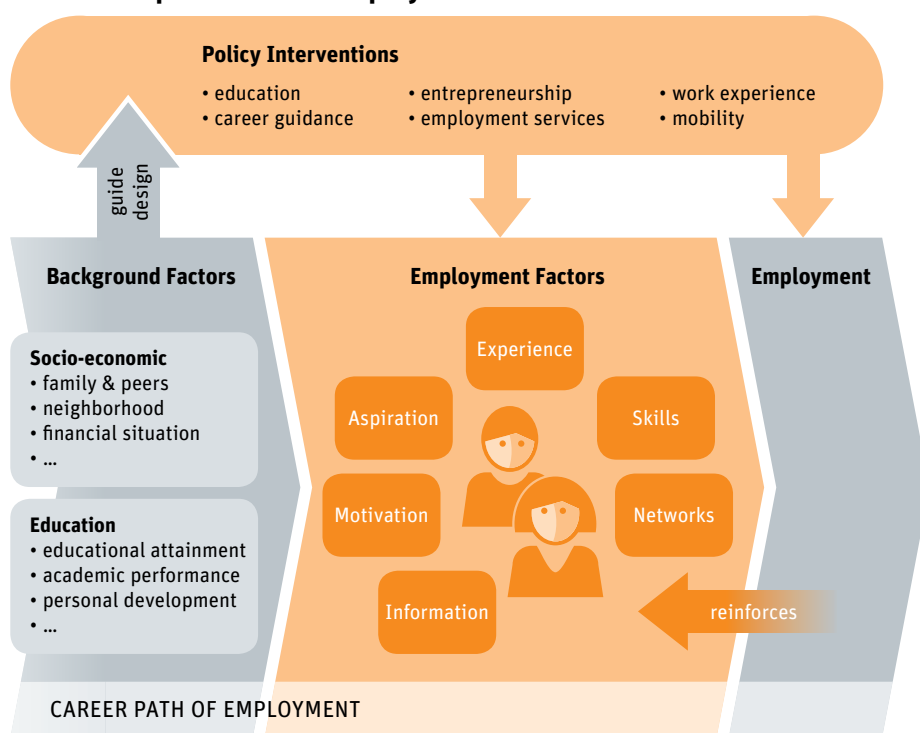 Policy Interventions
• education
• career guidance
• entrepreneurship
• employment services
• work experience
• mobility
guide
design
Background Factors
Socio-economic
• family & peers
• neighborhood
• financial situation
• ...
Education
• educational attainment
• academic performance
• personal development
• ...
Employment Factors
Experience
Aspiration
Skills
Motivation
Networks
Information
Employment
reinforces
CAREER PATH OF EMPLOYMENT